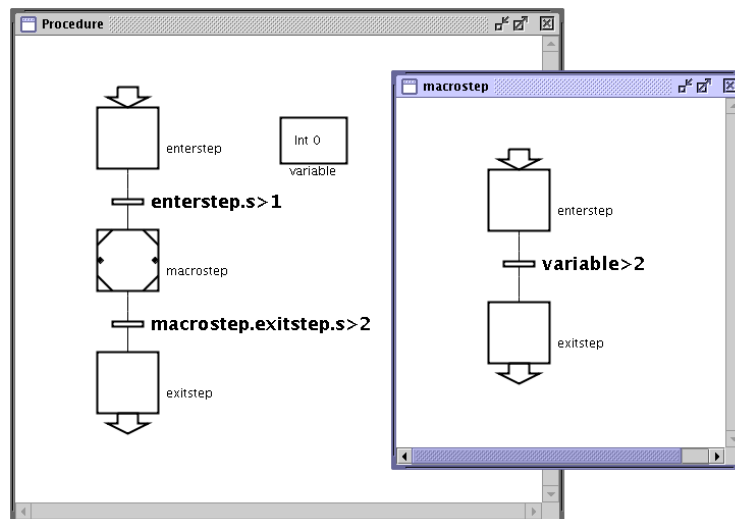 Procedure
enterstep
Int 0
variable
enterstep.s>1
macrostep
macrostep.exitstep.s>2
exitstep
macrostep
enterstep
variable>2
exitstep